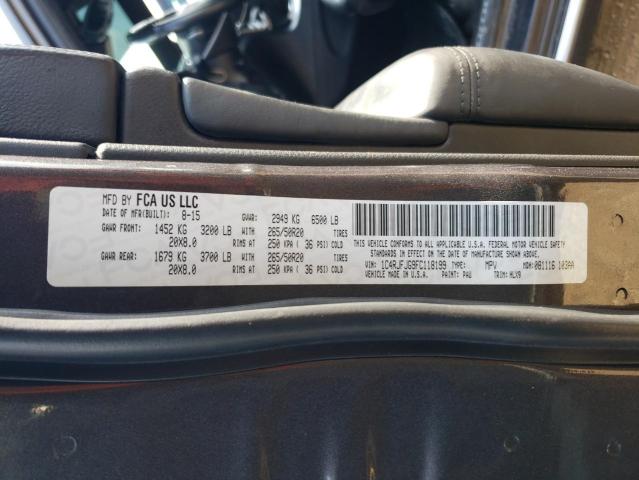 MFD BY FCA US LLC
DATE OF MFR(BUILT): 8-15 GVWR: 2949 KG 6500 LB
GAWR FRONT: 1452 KG 3200 LB 265/50R20 TIRES
20X8.0 RIMS AT 250 KPA ( 36 PSI) COLD
GAWR REAR: 1679 KG 3700 LB 265/50R20 TIRES
20X8.0 RIMS AT 250 KPA ( 36 PSI) COLD
THIS VEHICLE CONFORMS TO ALL APPLICABLE U.S.A. FEDERAL MOTOR VEHICLE SAFETY
STANDARDS IN EFFECT ON THE DATE OF MANUFACTURE SHOWN ABOVE.
VIN: 1C4RJFJG9FC118199 TYPE: MPV MDH: 081116 103AA
VEHICLE MADE IN U.S.A. PAINT: PAU TRIM: HLX9